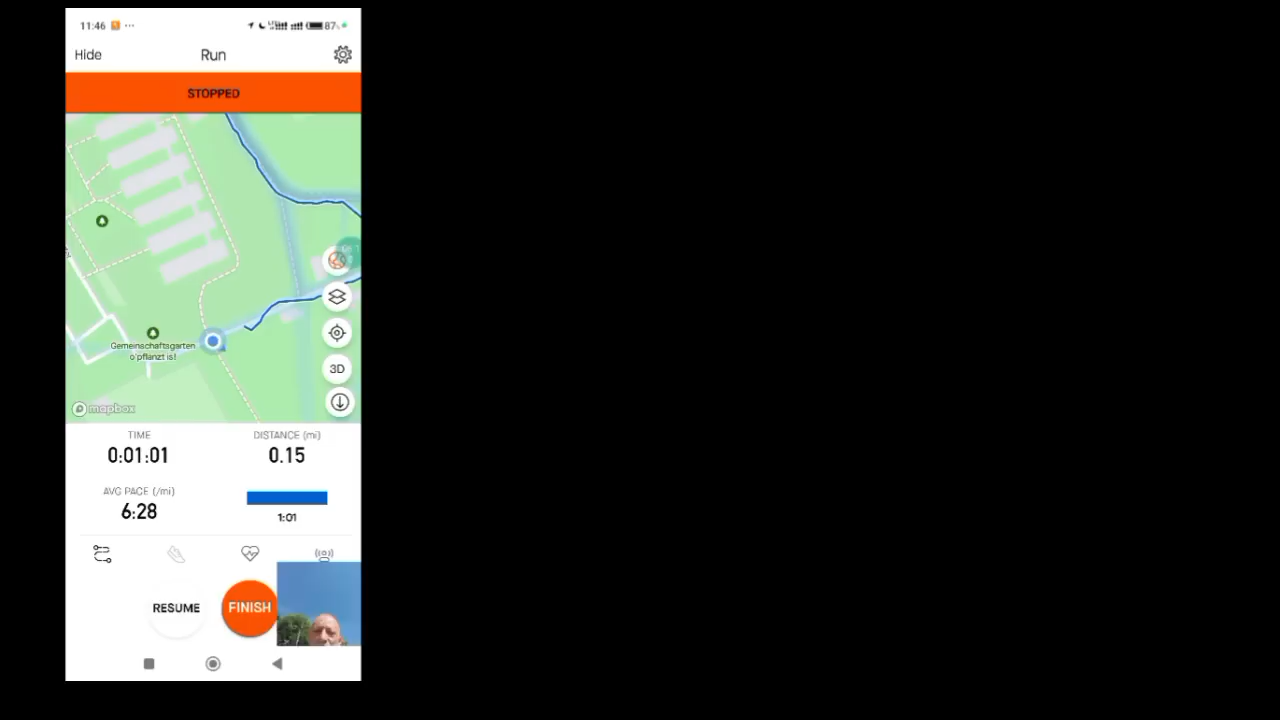 11:46 ... 87
Hide Run
STOPPED
Gemeinschaftsgarten
o'pflanzt is!
3D
mapbox
TIME DISTANCE (mi)
0:01:01 0.15
AVG PACE (/mi)
6:28
1:01
RESUME FINISH